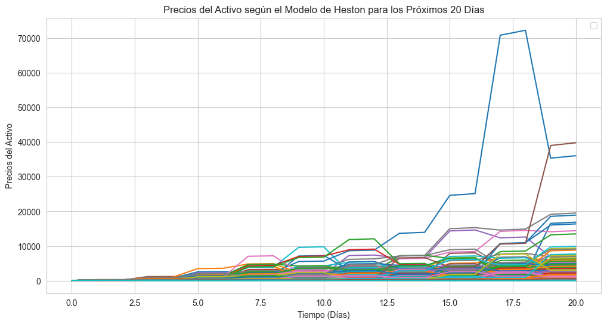 Precios del Activo según el Modelo de Heston para los Próximos 20 Días
70000
60000
50000
40000
30000
20000
10000
0
Precios del Activo
0.0 2.5 5.0 7.5 10.0 12.5 15.0 17.5 20.0
Tiempo (Días)